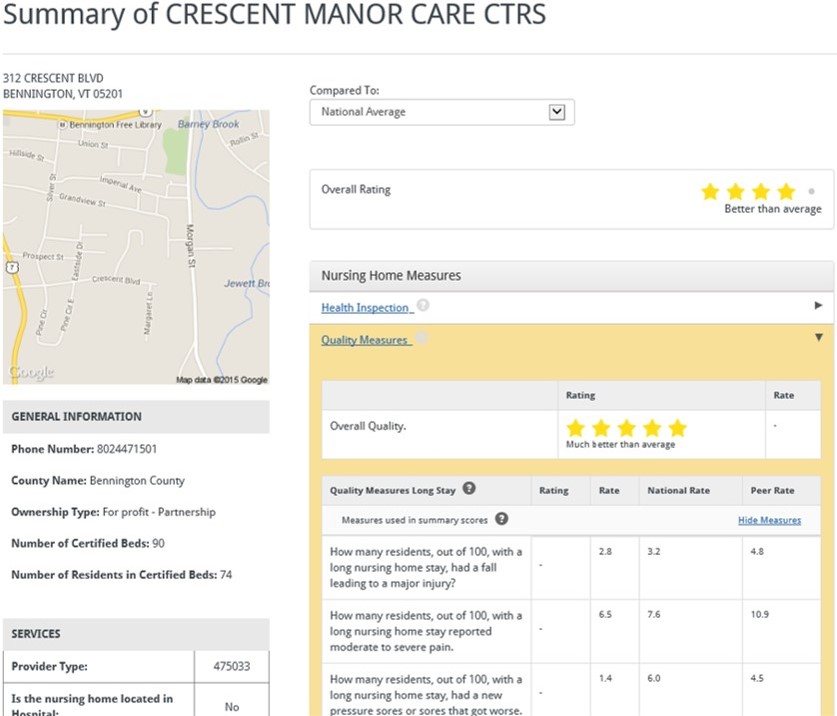 Summary of CRESCENT MANOR CARE CTRS
312 CRESCENT BLVD
BENNINGTON, VT 05201
9
Bennington Free Library
Barney Brook
Union St
Rollin St
Hillside St
Silver St
Imperial Ave
Grandview St
Morgan St
Prospect St
Eastside Dr
7
Crescent Blvd
Jewett Br
Margaret Ln
Pine Cir
Pine Cir E
Google
Map data ©2015 Google
GENERAL INFORMATION
Phone Number: 8024471501
County Name: Bennington County
Ownership Type: For profit - Partnership
Number of Certified Beds: 90
Number of Residents in Certified Beds: 74
SERVICES
Provider Type: 475033
Is the nursing home located in No
Hospital:
Compared To:
National Average
Overall Rating
Better than average
Nursing Home Measures
Health Inspection ?
Quality Measures
Rating Rate
Overall Quality. -
Much better than average
Quality Measures Long Stay ? Rating Rate National Rate Peer Rate
Measures used in summary scores ? Hide Measures
How many residents, out of 100, with a 2.8 3.2 4.8
long nursing home stay, had a fall -
leading to a major injury?
How many residents, out of 100, with a 6.5 7.6 10.9
long nursing home stay reported -
moderate to severe pain.
How many residents, out of 100, with a 1.4 6.0 4.5
long nursing home stay, had a new -
pressure sores or sores that got worse.